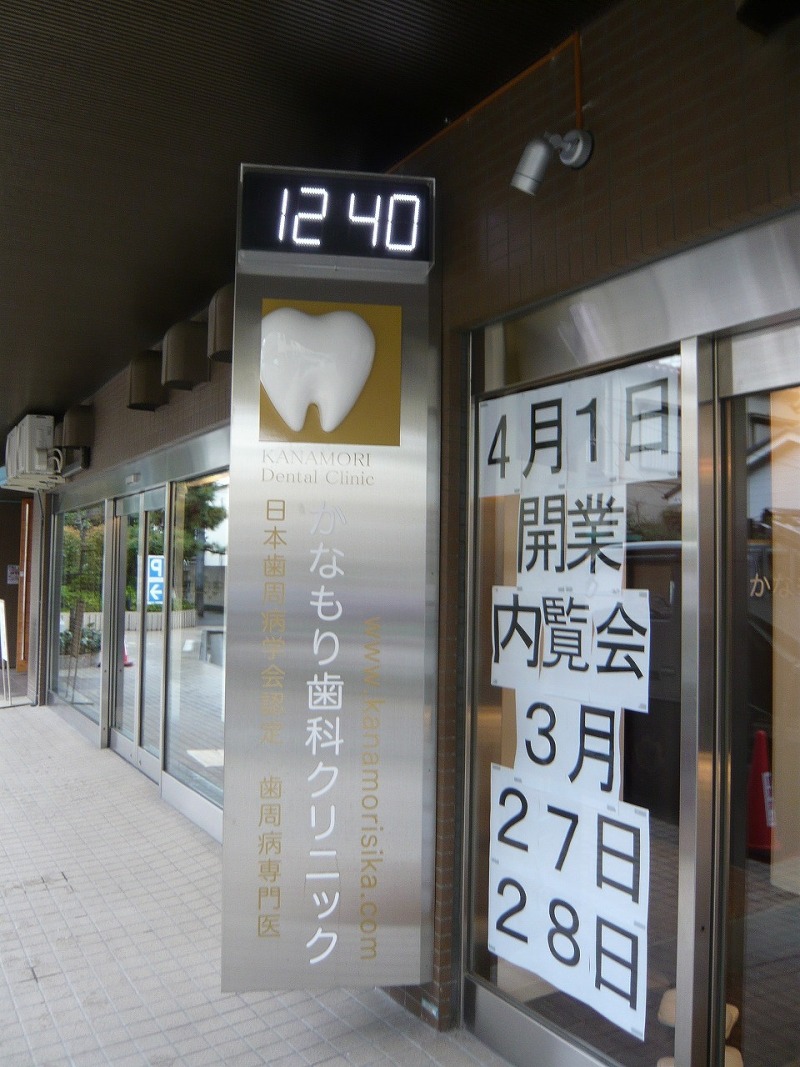 12 40
KANAMORI
Dental Clinic
日本歯周病学会認定 歯周病専門医
かなもり歯科クリニック
www.kanamorisika.com
4月1日
開業
内覧会
3月
27日
28日
P
かな